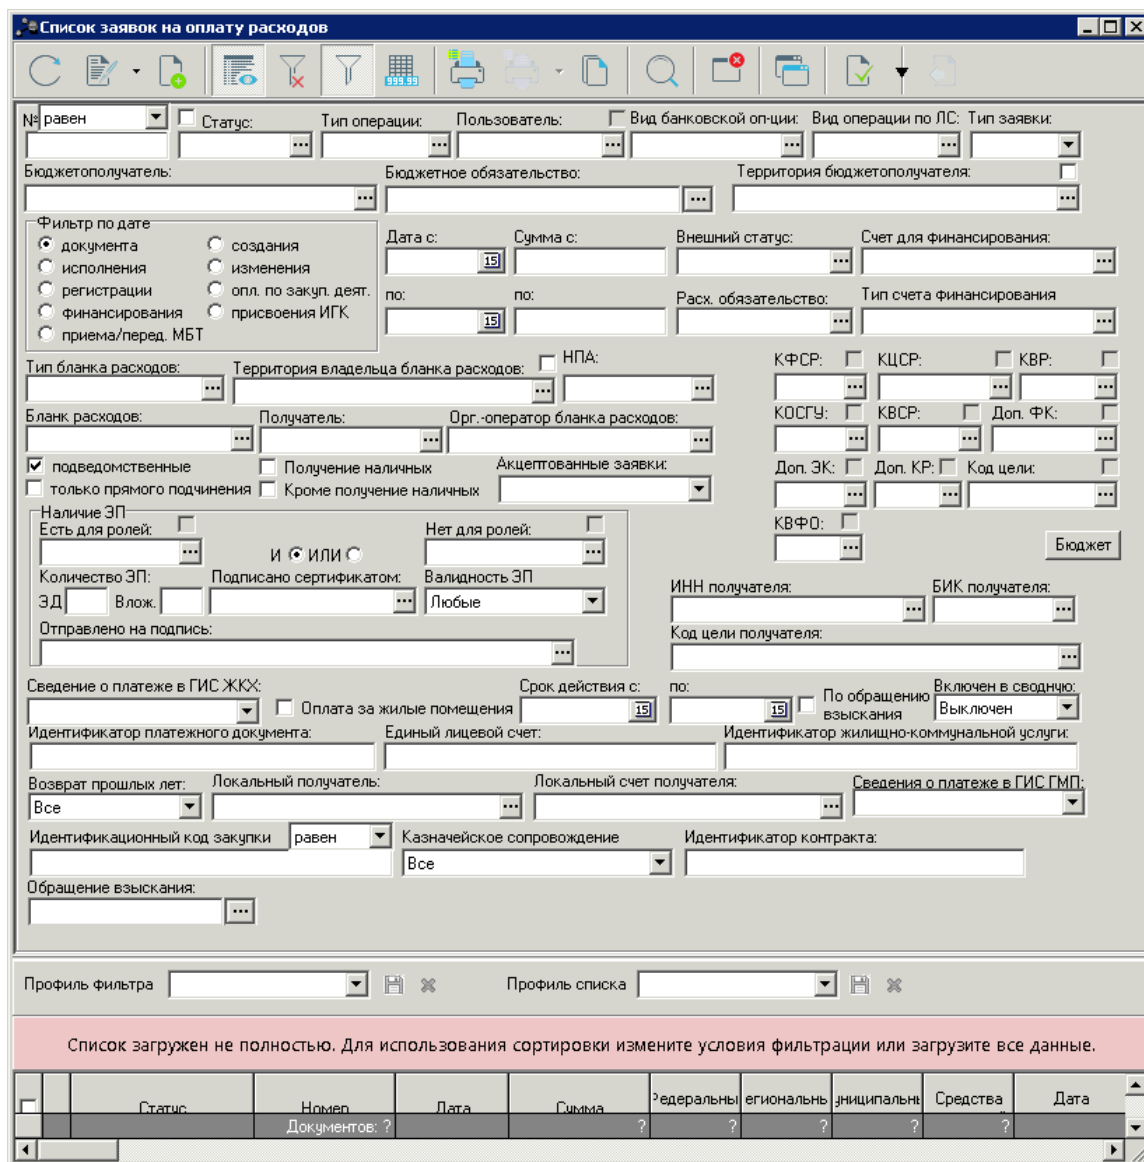 Список заявок на оплату расходов
999.99
№ равен Статус: Тип операции: Пользователь: Вид банковской оп-ции: Вид операции по ЛС: Тип заявки:
Бюджетополучатель: Бюджетное обязательство: Территория бюджетополучателя:
Фильтр по дате
документа создания Дата с: Сумма с: Внешний статус: Счет для финансирования:
15
исполнения изменения
регистрации опл. по закуп. деят. по: по: Расх. обязательство: Тип счета финансирования
финансирования присвоения ИГК 15
приема/перед. МБТ
Тип бланка расходов: Территория владельца бланка расходов: НПА: КФСР: КЦСР: КВР:
Бланк расходов: Получатель: Орг.-оператор бланка расходов: КОСГУ: КВСР: Доп. ФК:
подведомственные Получение наличных Акцептованные заявки: Доп. ЭК: Доп. КР: Код цели:
только прямого подчинения Кроме получение наличных
Наличие ЭП
Есть для ролей: Нет для ролей: КВФО:
И ИЛИ Бюджет
Количество ЭП: Подписано сертификатом: Валидность ЭП ИНН получателя: БИК получателя:
ЭД Влож. Любые
Отправлено на подпись: Код цели получателя:
Сведение о платеже в ГИС ЖКХ: Срок действия с: по: По обращению взыскания Включен в сводную:
Оплата за жилые помещения 15 15 Выключен
Идентификатор платежного документа: Единый лицевой счет: Идентификатор жилищно-коммунальной услуги:
Возврат прошлых лет: Локальный получатель: Локальный счет получателя: Сведения о платеже в ГИС ГМП:
Все
Идентификационный код закупки равен Казначейское сопровождение Идентификатор контракта:
Все
Обращение взыскания:
Профиль фильтра Профиль списка
Список загружен не полностью. Для использования сортировки измените условия фильтрации или загрузите все данные.
Статус Номер Дата Сумма Федеральны егиональнь униципальнь Средства Дата
Документов: ? ? ? ? ? ?